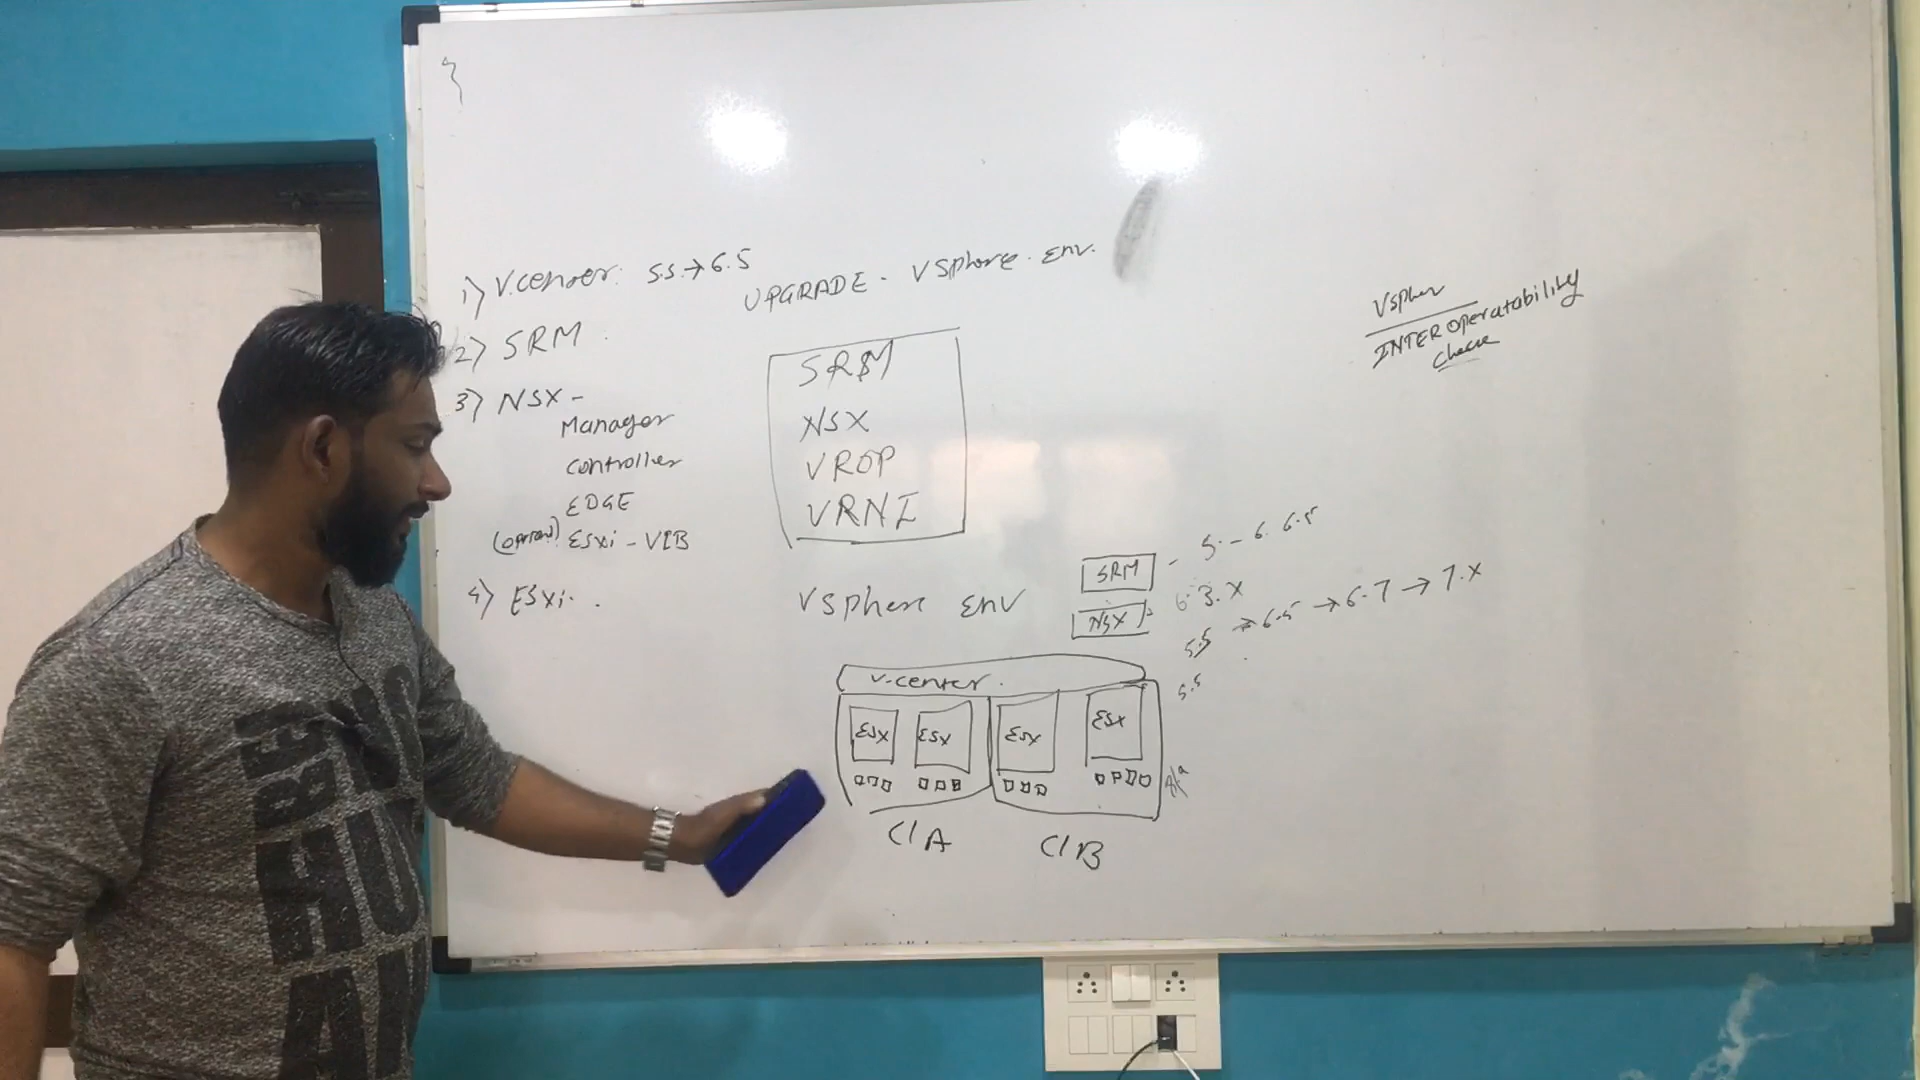 1) V.center: 5.5. → 6.5
UPGRADE - VSphere. Env.
2) SRM.
3) NSX -
Manager
controller
EDGE
ESXi - VIB
4) ESXi. .
SRM
NSX
VROP
VRNI
VSphere ENV
VSpher
INTEROperatability
Check
SRM - 5. - 6. 6.5
NSX - 6.3.x
5.5 → 6.5 → 6.7 → 7.x
5.5
V-center.
ESX ESX ESX ESX
Cl A Cl B